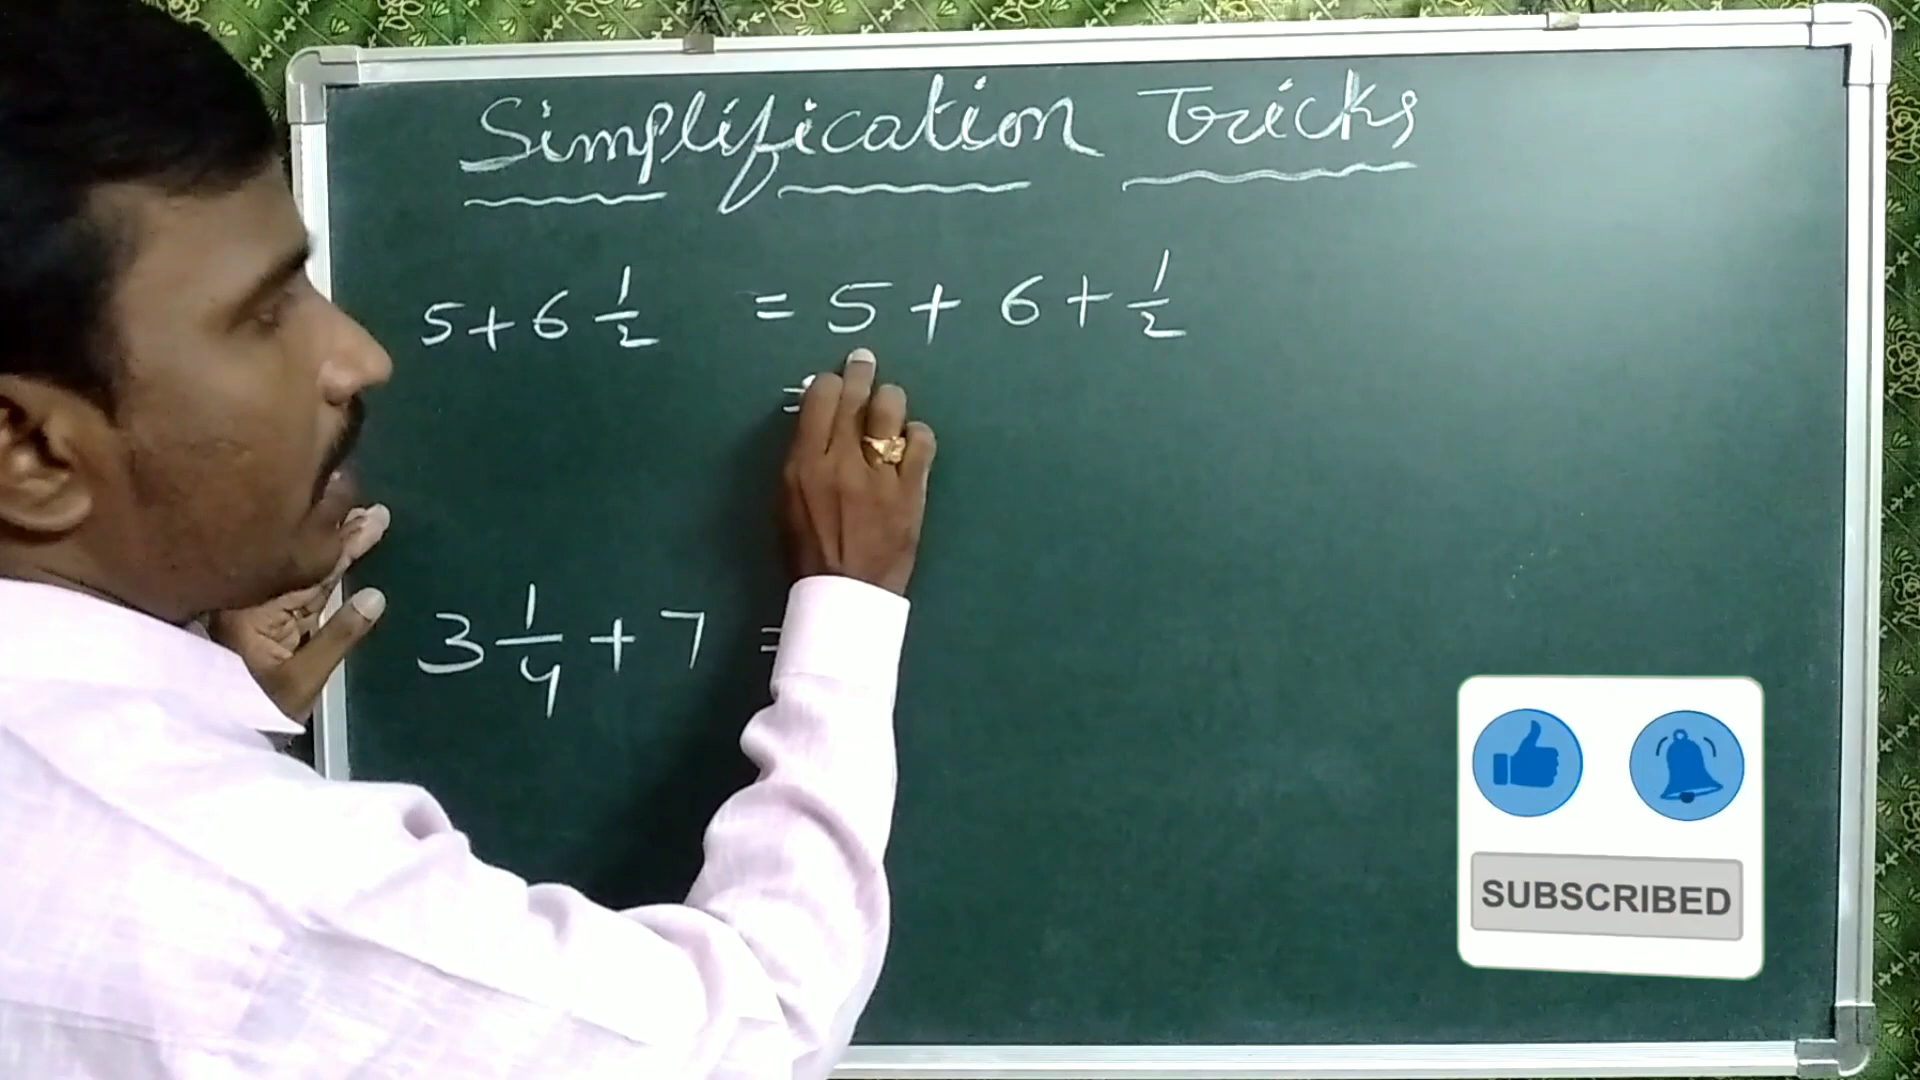 Simplification Tricks
5 + 6 1/2 = 5 + 6 + 1/2
=
3 1/4 + 7 =
SUBSCRIBED